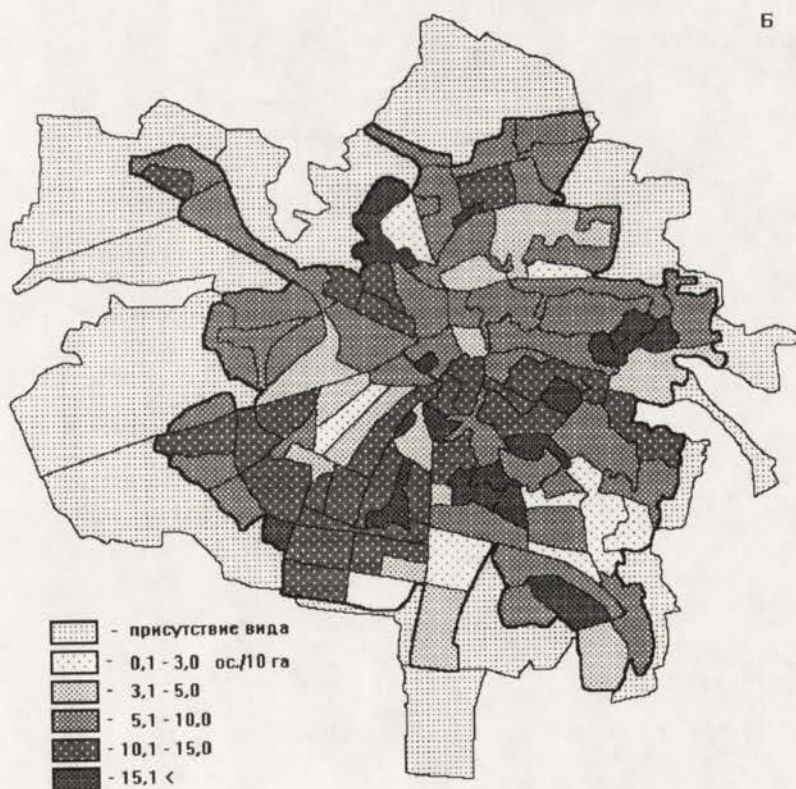 Б
- присутствие вида
- 0,1 - 3,0 ос./10 га
- 3,1 - 5,0
- 5,1 - 10,0
- 10,1 - 15,0
- 15,1 <